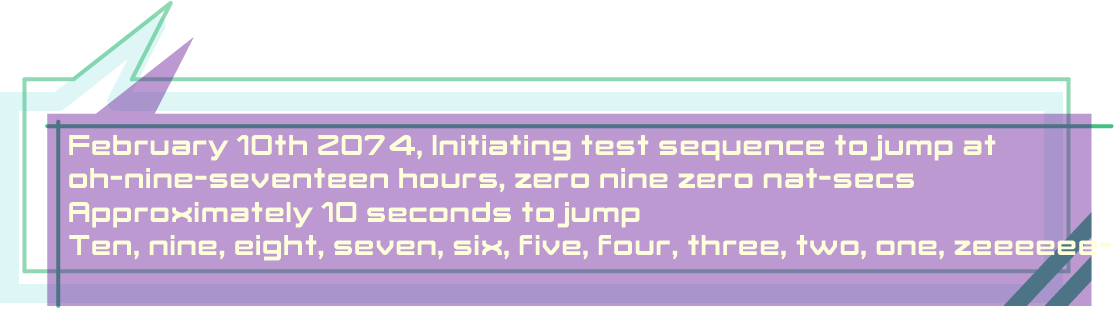 February 10th 2074, Initiating test sequence to jump at
oh-nine-seventeen hours, zero nine zero nat-secs
Approximately 10 seconds to jump
Ten, nine, eight, seven, six, five, four, three, two, one, zeeeeee-